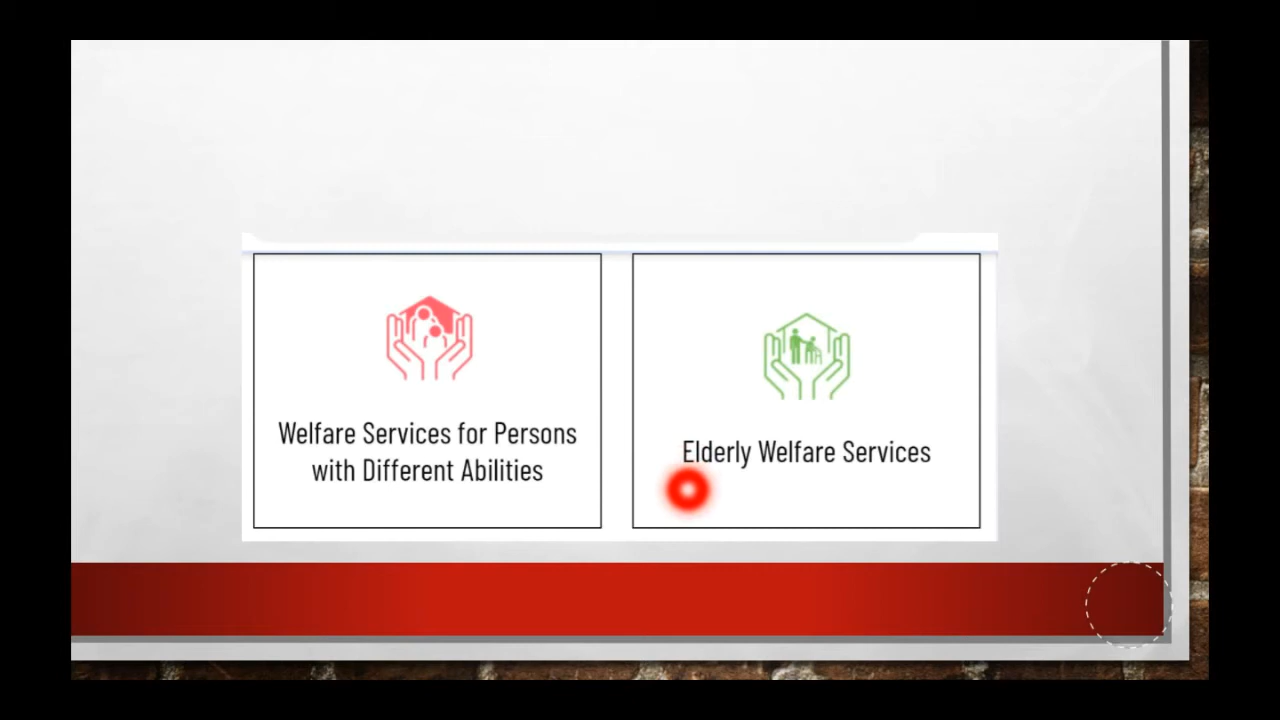 Welfare Services for Persons
with Different Abilities
Elderly Welfare Services